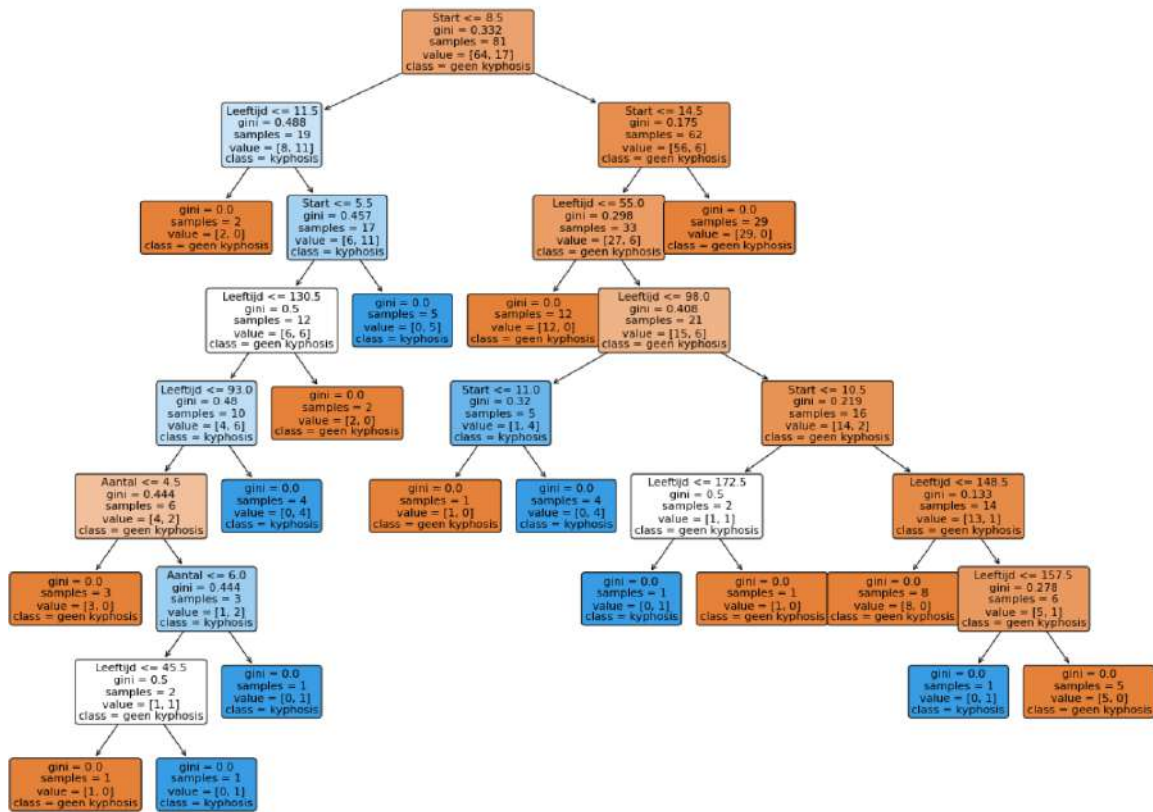 Start <= 8.5
gini = 0.332
samples = 81
value = [64, 17]
class = geen kyphosis
Leeftijd <= 11.5
gini = 0.488
samples = 19
value = [8, 11]
class = kyphosis
Start <= 14.5
gini = 0.175
samples = 62
value = [56, 6]
class = geen kyphosis
gini = 0.0
samples = 2
value = [2, 0]
class = geen kyphosis
Start <= 5.5
gini = 0.457
samples = 17
value = [6, 11]
class = kyphosis
Leeftijd <= 55.0
gini = 0.298
samples = 33
value = [27, 6]
class = geen kyphosis
gini = 0.0
samples = 29
value = [29, 0]
class = geen kyphosis
Leeftijd <= 130.5
gini = 0.5
samples = 12
value = [6, 6]
class = geen kyphosis
gini = 0.0
samples = 5
value = [0, 5]
class = kyphosis
gini = 0.0
samples = 12
value = [12, 0]
class = geen kyphosis
Leeftijd <= 98.0
gini = 0.408
samples = 21
value = [15, 6]
class = geen kyphosis
Leeftijd <= 93.0
gini = 0.48
samples = 10
value = [4, 6]
class = kyphosis
gini = 0.0
samples = 2
value = [2, 0]
class = geen kyphosis
Start <= 11.0
gini = 0.32
samples = 5
value = [1, 4]
class = kyphosis
Start <= 10.5
gini = 0.219
samples = 16
value = [14, 2]
class = geen kyphosis
Aantal <= 4.5
gini = 0.444
samples = 6
value = [4, 2]
class = geen kyphosis
gini = 0.0
samples = 4
value = [0, 4]
class = kyphosis
gini = 0.0
samples = 1
value = [1, 0]
class = geen kyphosis
gini = 0.0
samples = 4
value = [0, 4]
class = kyphosis
Leeftijd <= 172.5
gini = 0.5
samples = 2
value = [1, 1]
class = geen kyphosis
Leeftijd <= 148.5
gini = 0.133
samples = 14
value = [13, 1]
class = geen kyphosis
gini = 0.0
samples = 3
value = [3, 0]
class = geen kyphosis
Aantal <= 6.0
gini = 0.444
samples = 3
value = [1, 2]
class = kyphosis
gini = 0.0
samples = 1
value = [0, 1]
class = kyphosis
gini = 0.0
samples = 1
value = [1, 0]
class = geen kyphosis
gini = 0.0
samples = 8
value = [8, 0]
class = geen kyphosis
Leeftijd <= 157.5
gini = 0.278
samples = 6
value = [5, 1]
class = geen kyphosis
Leeftijd <= 45.5
gini = 0.5
samples = 2
value = [1, 1]
class = geen kyphosis
gini = 0.0
samples = 1
value = [0, 1]
class = kyphosis
gini = 0.0
samples = 1
value = [0, 1]
class = kyphosis
gini = 0.0
samples = 5
value = [5, 0]
class = geen kyphosis
gini = 0.0
samples = 1
value = [1, 0]
class = geen kyphosis
gini = 0.0
samples = 1
value = [0, 1]
class = kyphosis